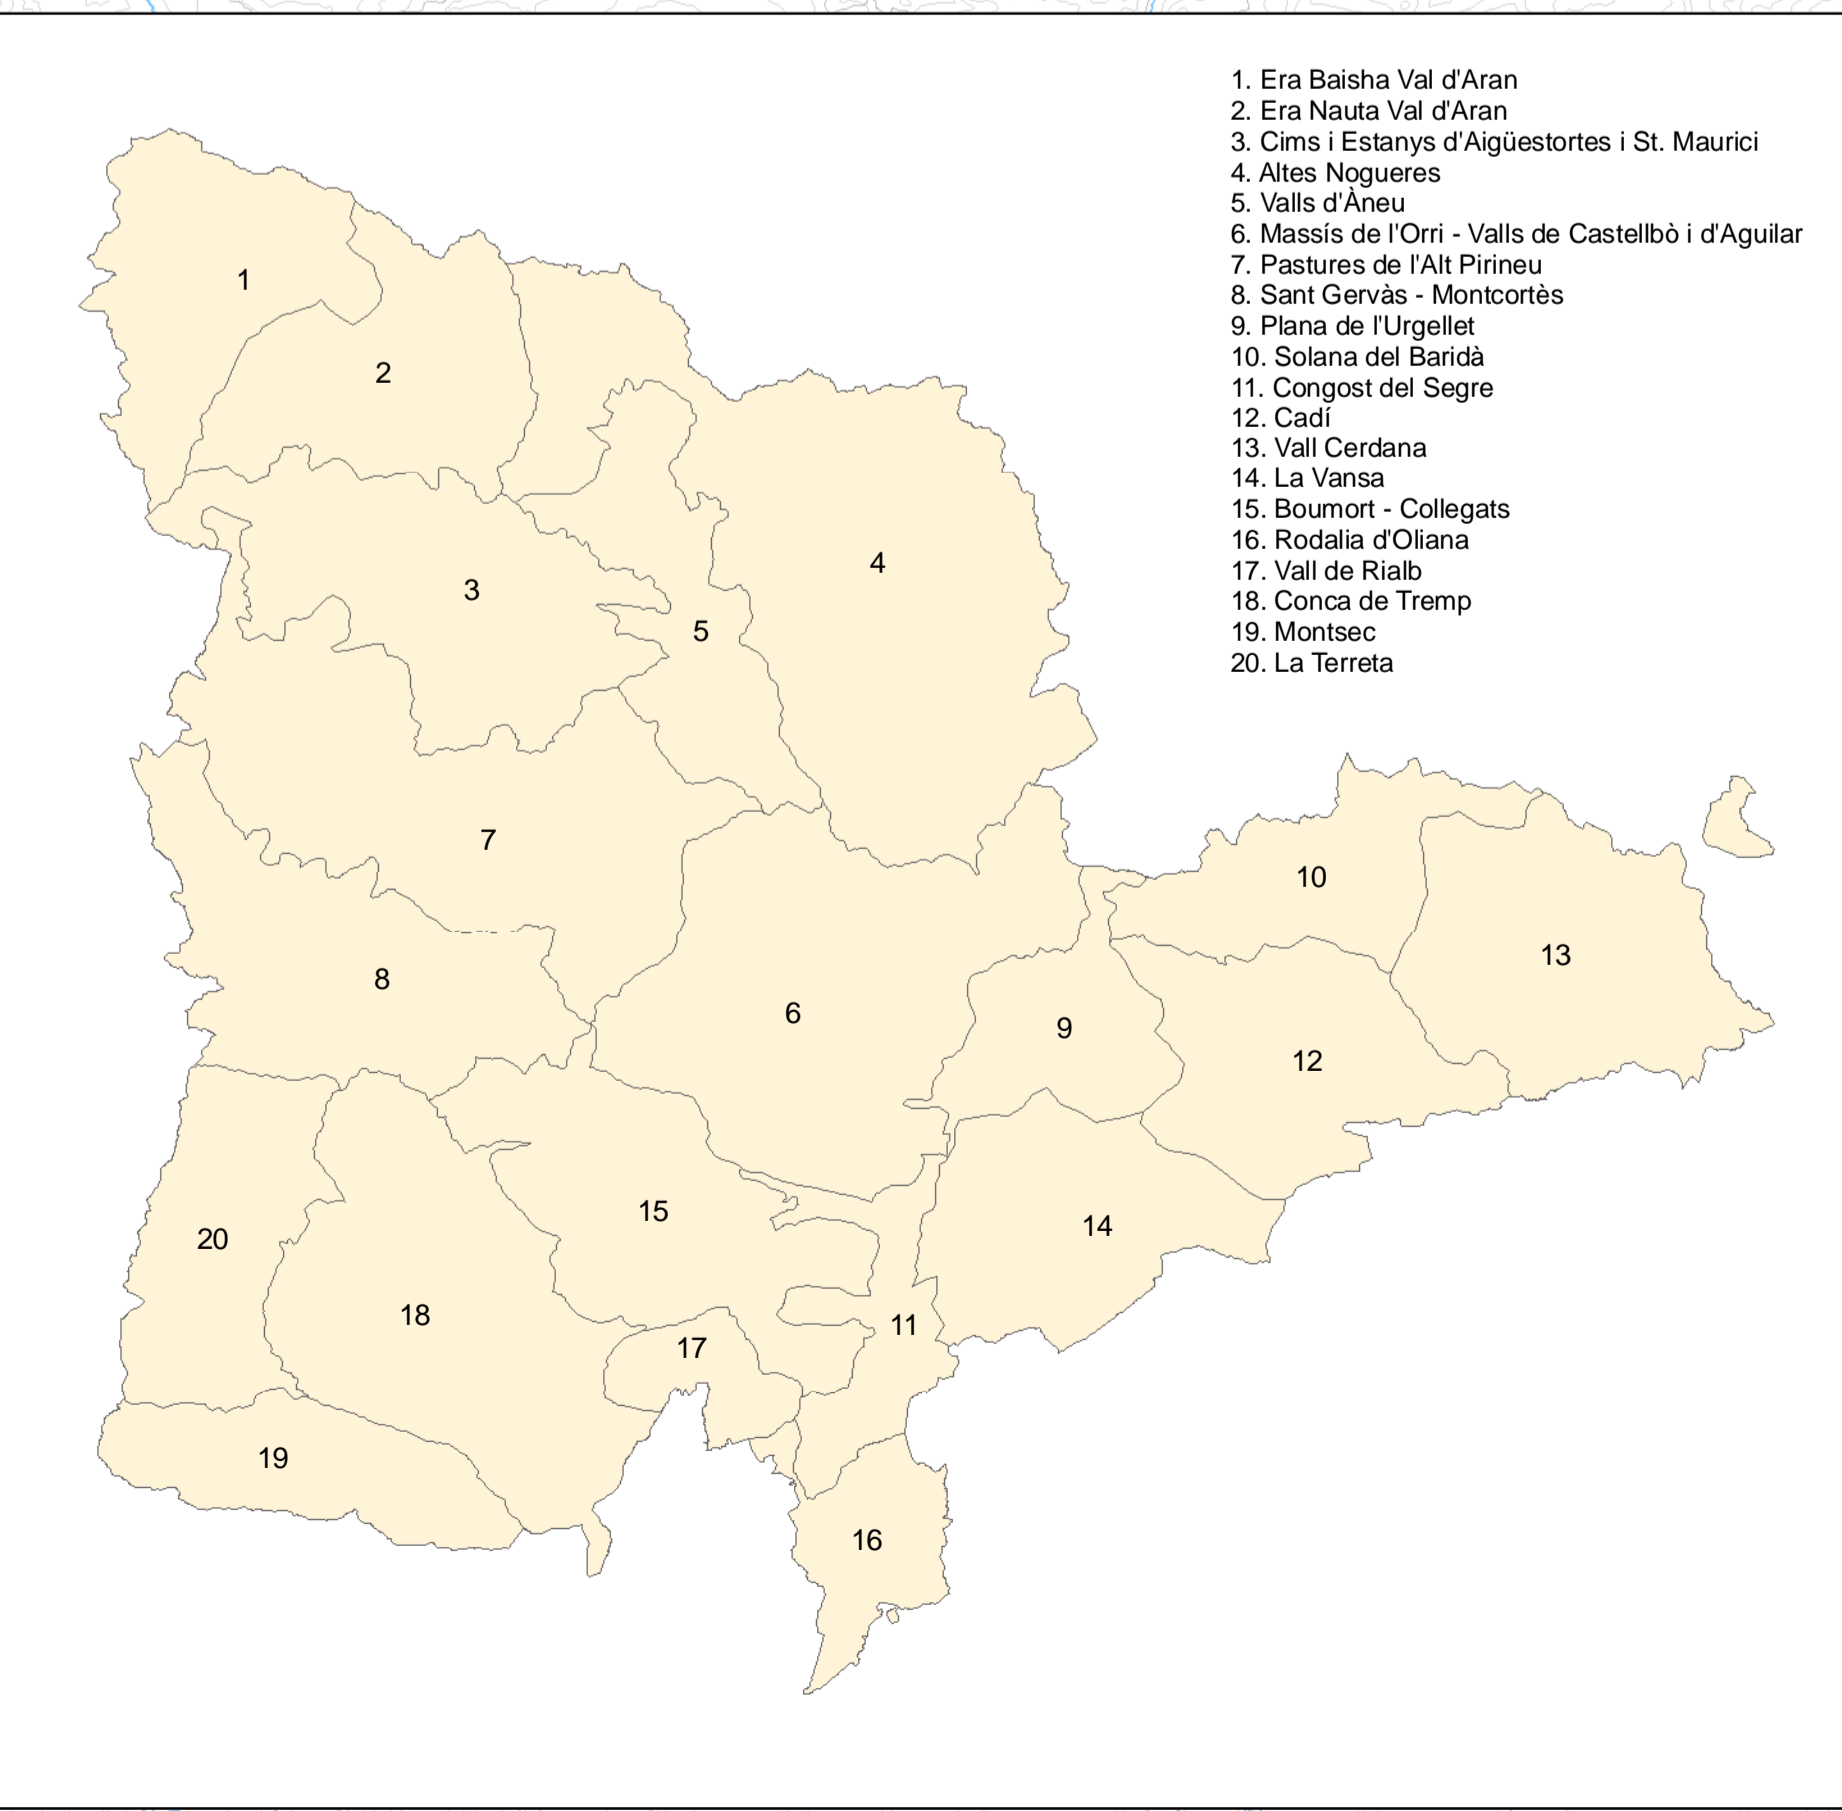 1. Era Baisha Val d'Aran
2. Era Nauta Val d'Aran
3. Cims i Estanys d'Aigüestortes i St. Maurici
4. Altes Nogueres
5. Valls d'Àneu
6. Massís de l'Orri - Valls de Castellbò i d'Aguilar
7. Pastures de l'Alt Pirineu
8. Sant Gervàs - Montcortès
9. Plana de l'Urgellet
10. Solana del Baridà
11. Congost del Segre
12. Cadí
13. Vall Cerdana
14. La Vansa
15. Boumort - Collegats
16. Rodalia d'Oliana
17. Vall de Rialb
18. Conca de Tremp
19. Montsec
20. La Terreta
1
2
3
4
5
6
7
8
9
10
11
12
13
14
15
16
17
18
19
20